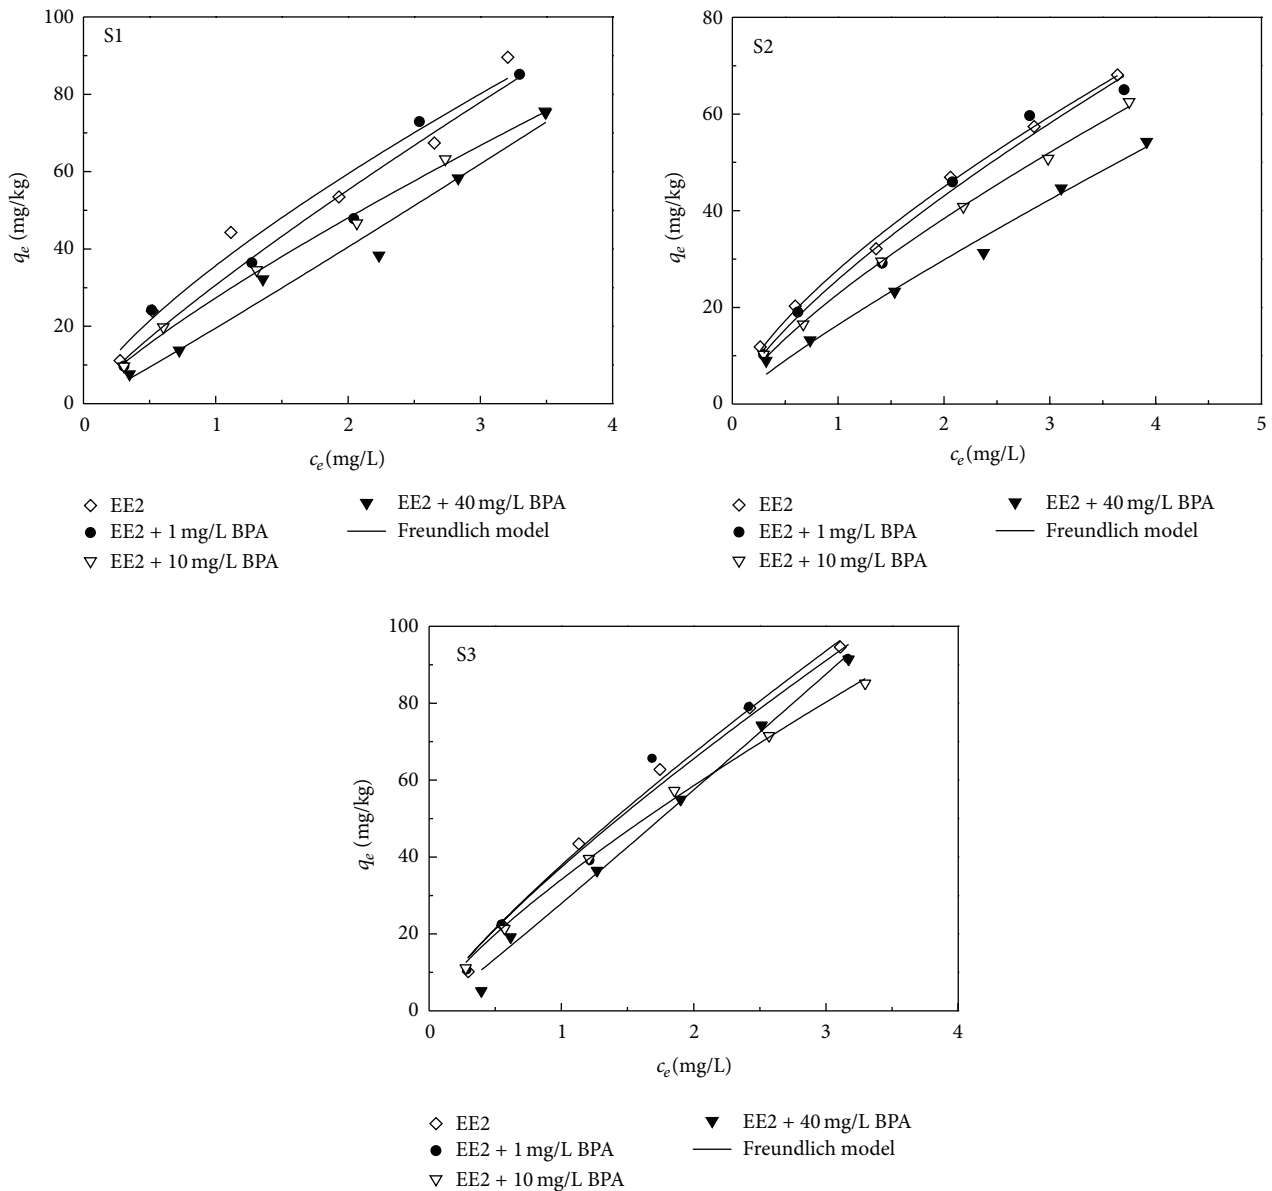 S1
100
80
60
40
20
0
q_e (mg/kg)
0 1 2 3 4
c_e (mg/L)
EE2
EE2 + 1 mg/L BPA
EE2 + 10 mg/L BPA
EE2 + 40 mg/L BPA
Freundlich model
S2
80
60
40
20
0
q_e (mg/kg)
0 1 2 3 4 5
c_e (mg/L)
EE2
EE2 + 1 mg/L BPA
EE2 + 10 mg/L BPA
EE2 + 40 mg/L BPA
Freundlich model
S3
100
80
60
40
20
0
q_e (mg/kg)
0 1 2 3 4
c_e (mg/L)
EE2
EE2 + 1 mg/L BPA
EE2 + 10 mg/L BPA
EE2 + 40 mg/L BPA
Freundlich model